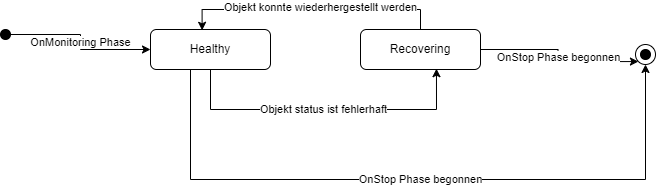 Objekt konnte wiederhergestellt werden
OnMonitoring Phase
Healthy
Recovering
OnStop Phase begonnen
Objekt status ist fehlerhaft
OnStop Phase begonnen